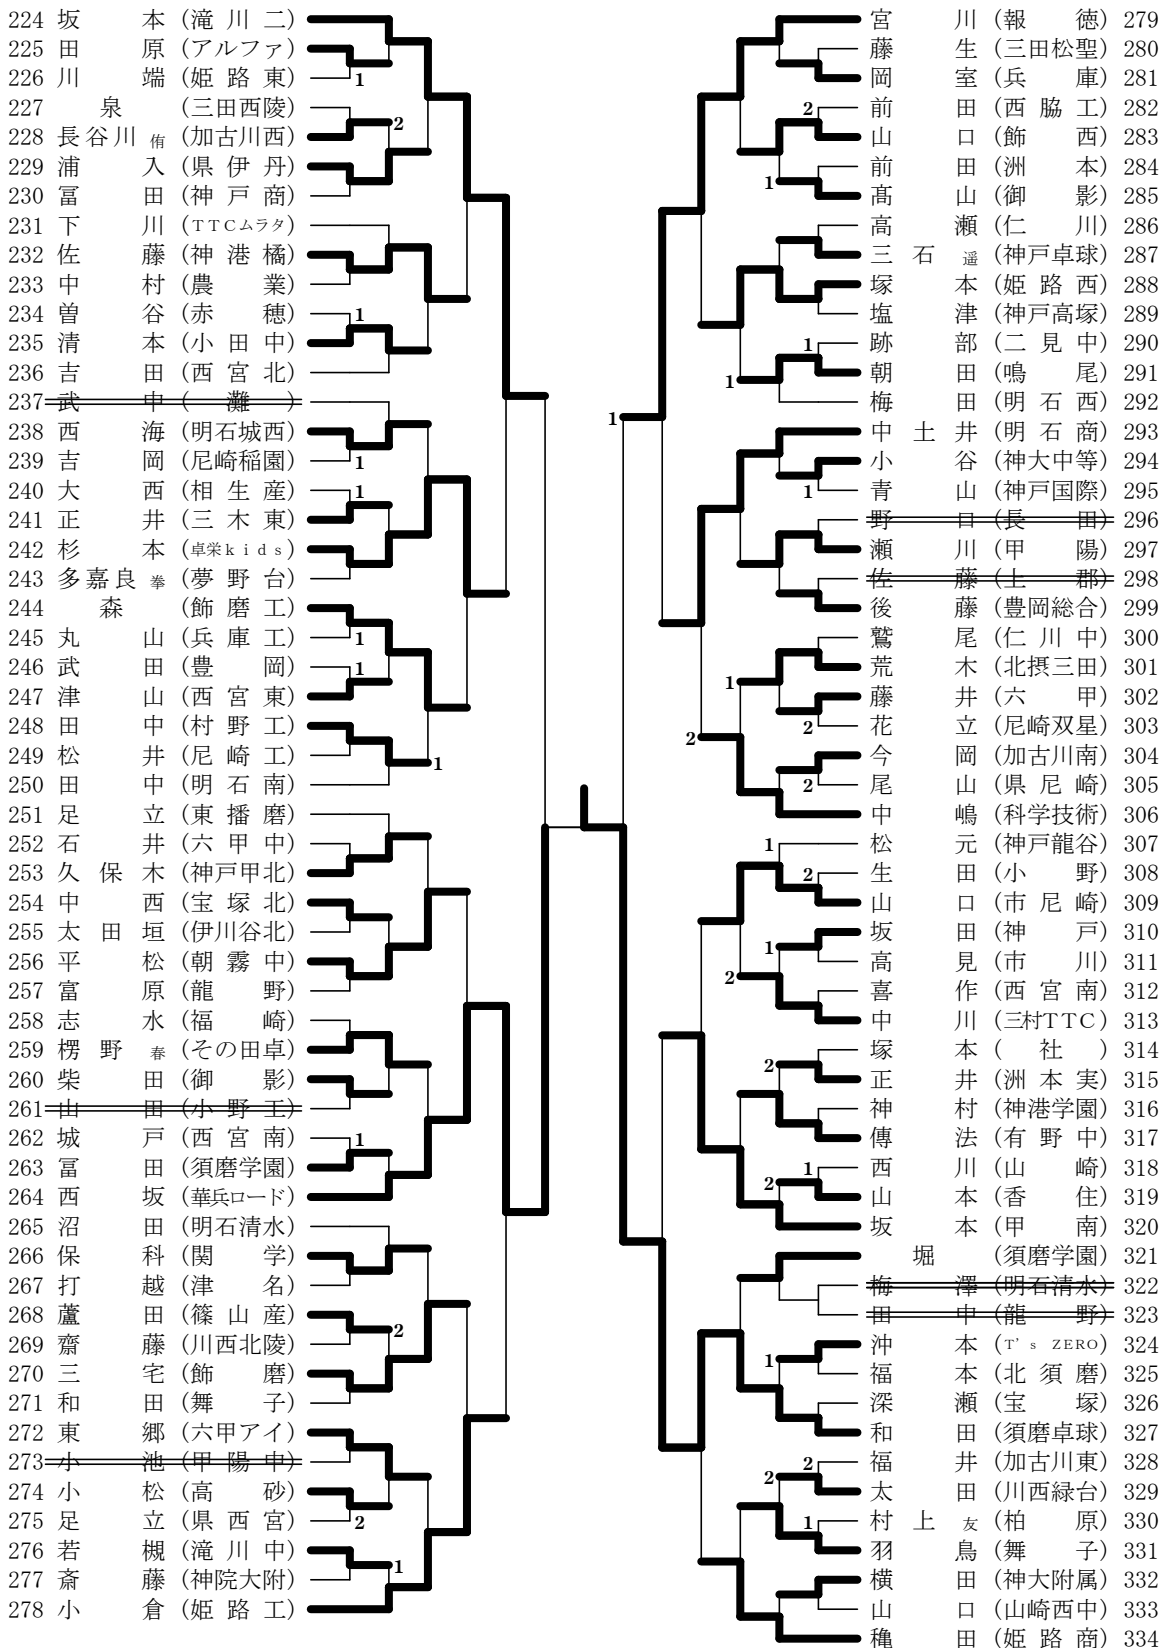 224 坂本 (滝川二)
225 田原 (アルファ)
226 川端 (姫路東) 1
227 泉 (三田西陵)
2
228 長谷川 侑 (加古川西)
229 浦入 (県伊丹)
230 冨田 (神戸商)
231 下川 (TTCムラタ)
232 佐藤 (神港橘)
233 中村 (農業)
234 曽谷 (赤穂) 1
235 清本 (小田中)
236 吉田 (西宮北)
237 武中 (灘)
238 西海 (明石城西)
239 吉岡 (尼崎稲園) 1
240 大西 (相生産) 1
241 正井 (三木東)
242 杉本 (卓栄kids)
243 多嘉良 拳 (夢野台)
244 森 (飾磨工)
245 丸山 (兵庫工) 1
246 武田 (豊岡) 1
247 津山 (西宮東)
248 田中 (村野工)
249 松井 (尼崎工) 1
250 田中 (明石南)
251 足立 (東播磨)
252 石井 (六甲中)
253 久保木 (神戸甲北)
254 中西 (宝塚北)
255 太田垣 (伊川谷北)
256 平松 (朝霧中)
257 富原 (龍野)
258 志水 (福崎)
259 楞野 春 (その田卓)
260 柴田 (御影)
261 山田 (小野工)
262 城戸 (西宮南) 1
263 冨田 (須磨学園)
264 西坂 (華兵ロード)
265 沼田 (明石清水)
266 保科 (関学)
267 打越 (津名)
268 蘆田 (篠山産)
2
269 齋藤 (川西北陵)
270 三宅 (飾磨)
271 和田 (舞子)
272 東郷 (六甲アイ)
273 小池 (甲陽中)
274 小松 (高砂)
275 足立 (県西宮) 2
276 若槻 (滝川中)
1
277 斎藤 (神院大附)
278 小倉 (姫路工)
宮川 (報徳) 279
藤生 (三田松聖) 280
岡室 (兵庫) 281
2 前田 (西脇工) 282
山口 (飾西) 283
前田 (洲本) 284
1
髙山 (御影) 285
高瀬 (仁川) 286
三石 遥 (神戸卓球) 287
塚本 (姫路西) 288
塩津 (神戸高塚) 289
1 跡部 (二見中) 290
1 朝田 (鳴尾) 291
梅田 (明石西) 292
1
中土井 (明石商) 293
小谷 (神大中等) 294
1 青山 (神戸国際) 295
野口 (長田) 296
瀬川 (甲陽) 297
佐藤 (上郡) 298
後藤 (豊岡総合) 299
鷲尾 (仁川中) 300
荒木 (北摂三田) 301
1
藤井 (六甲) 302
2 花立 (尼崎双星) 303
2
今岡 (加古川南) 304
2 尾山 (県尼崎) 305
中嶋 (科学技術) 306
1 松元 (神戸龍谷) 307
2 生田 (小野) 308
山口 (市尼崎) 309
坂田 (神戸) 310
1
高見 (市川) 311
2
喜作 (西宮南) 312
中川 (三村TTC) 313
塚本 (社) 314
2
正井 (洲本実) 315
神村 (神港学園) 316
傳法 (有野中) 317
1 西川 (山崎) 318
2
山本 (香住) 319
坂本 (甲南) 320
堀 (須磨学園) 321
梅澤 (明石清水) 322
田中 (龍野) 323
沖本 (T's ZERO) 324
1
福本 (北須磨) 325
深瀬 (宝塚) 326
和田 (須磨卓球) 327
2 福井 (加古川東) 328
2
太田 (川西緑台) 329
1 村上 友 (柏原) 330
羽鳥 (舞子) 331
横田 (神大附属) 332
山口 (山崎西中) 333
穐田 (姫路商) 334